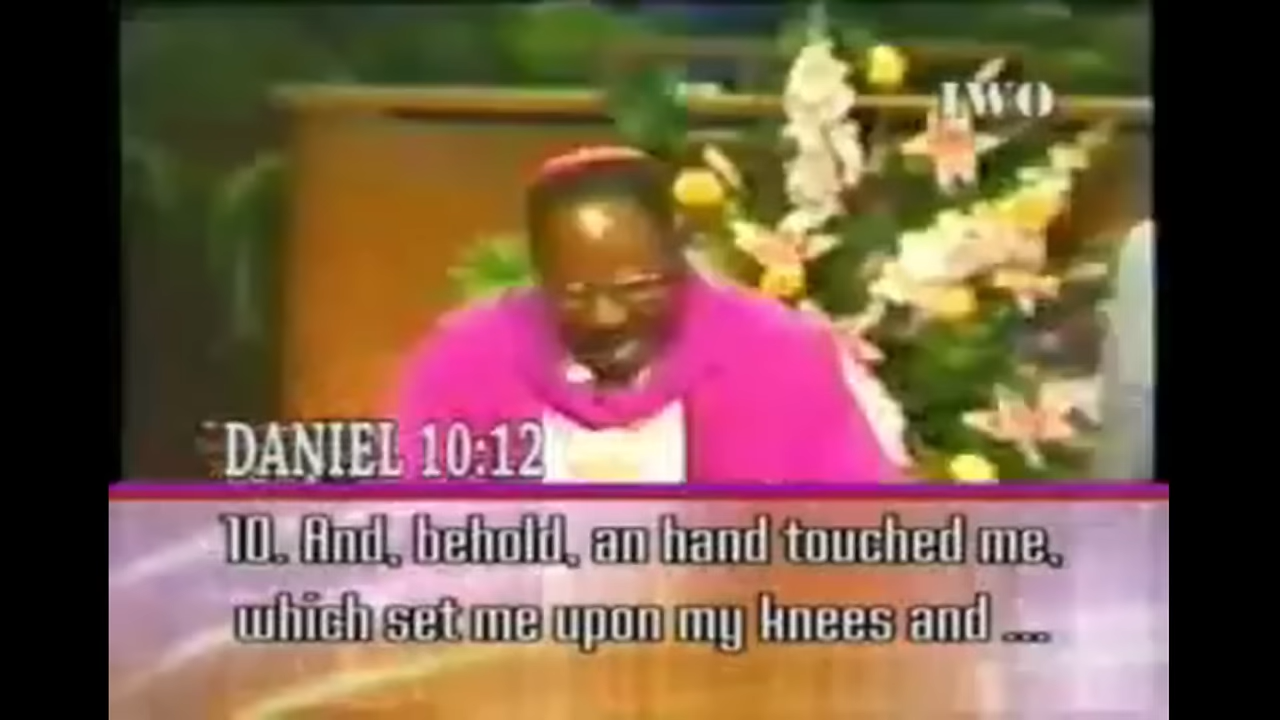 IWO
DANIEL 10:12
10. And, behold, an hand touched me,
which set me upon my knees and ...